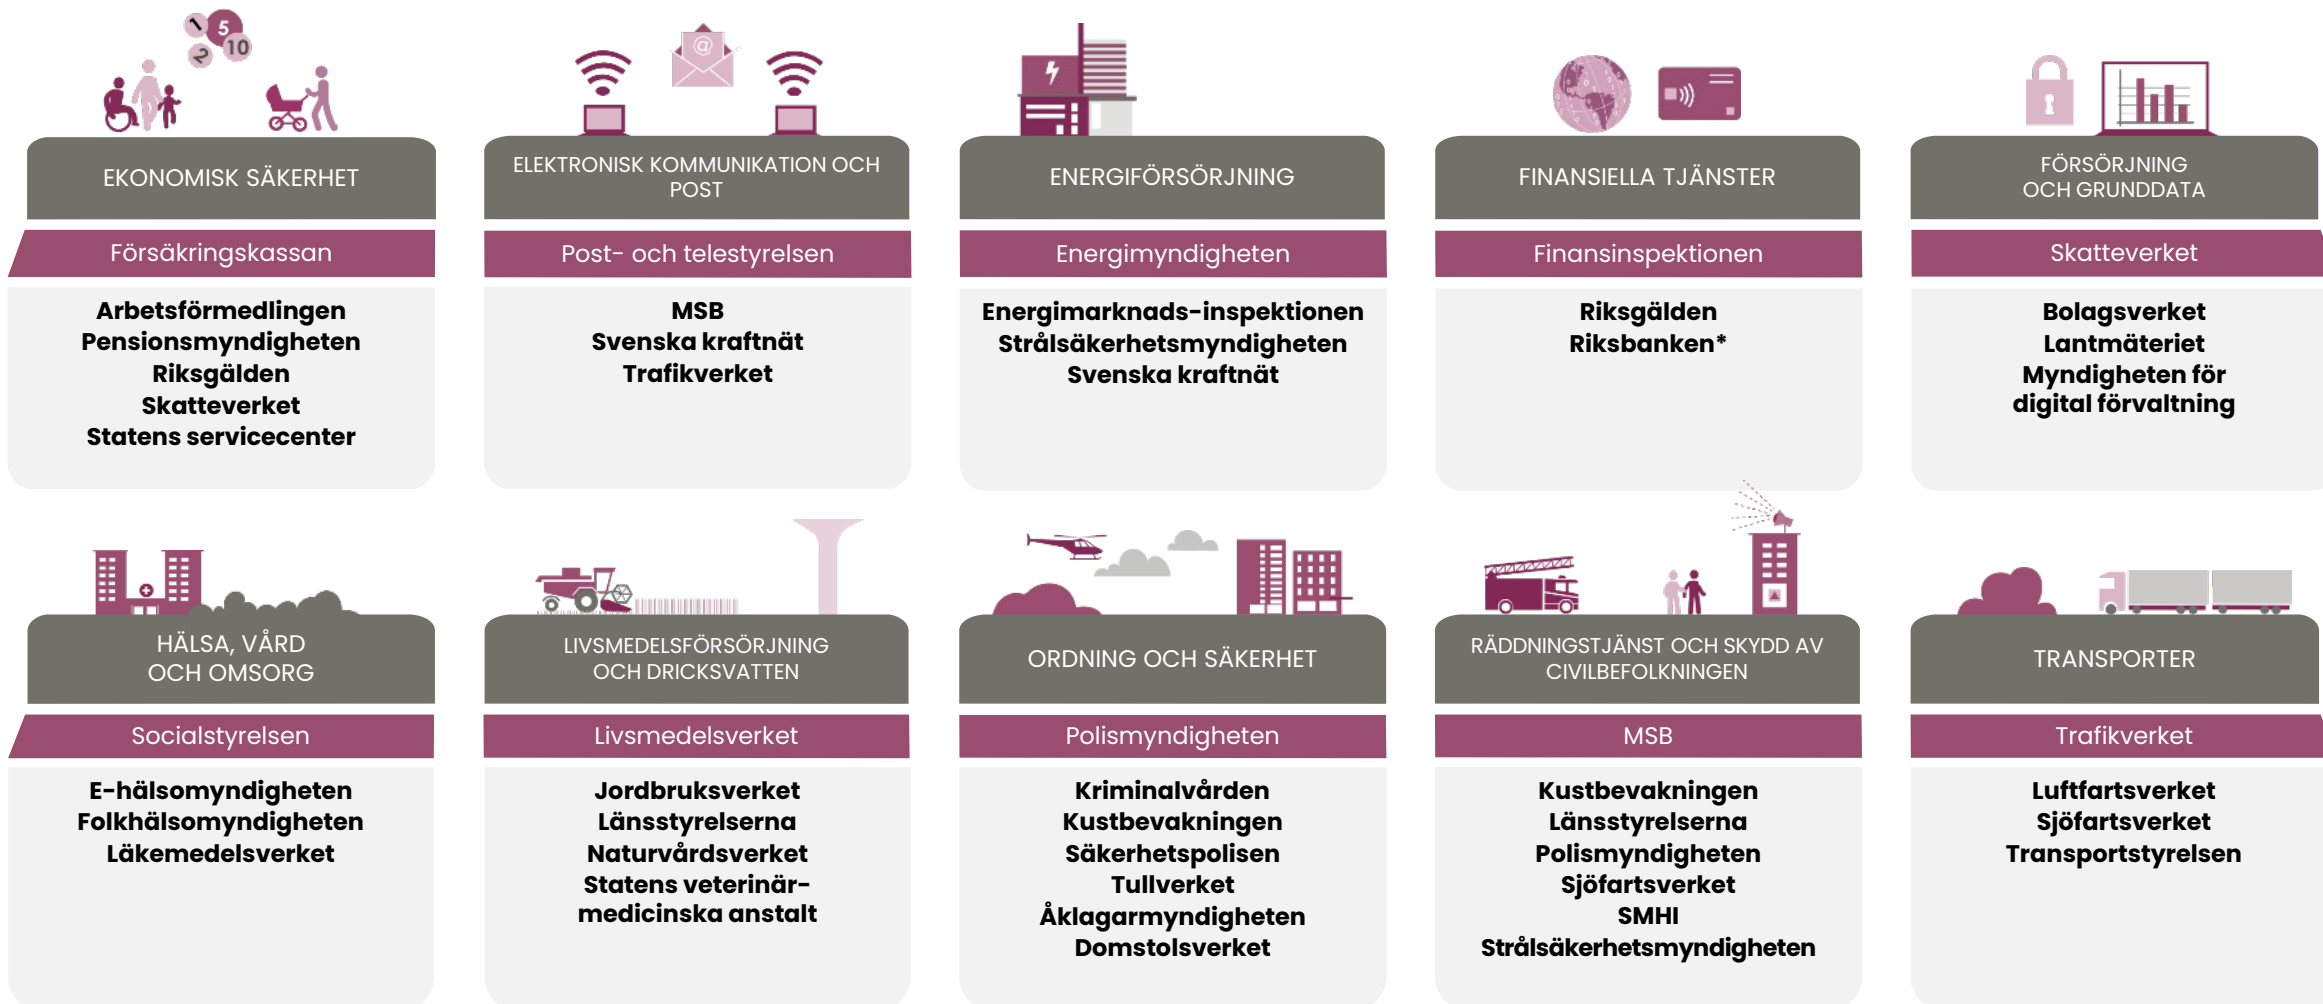 1
5
2
10
@
EKONOMISK SÄKERHET
Försäkringskassan
Arbetsförmedlingen
Pensionsmyndigheten
Riksgälden
Skatteverket
Statens servicecenter
ELEKTRONISK KOMMUNIKATION OCH
POST
Post- och telestyrelsen
MSB
Svenska kraftnät
Trafikverket
ENERGIFÖRSÖRJNING
Energimyndigheten
Energimarknads-inspektionen
Strålsäkerhetsmyndigheten
Svenska kraftnät
FINANSIELLA TJÄNSTER
Finansinspektionen
Riksgälden
Riksbanken*
FÖRSÖRJNING
OCH GRUNDDATA
Skatteverket
Bolagsverket
Lantmäteriet
Myndigheten för
digital förvaltning
HÄLSA, VÅRD
OCH OMSORG
Socialstyrelsen
E-hälsomyndigheten
Folkhälsomyndigheten
Läkemedelsverket
LIVSMEDELSFÖRSÖRJNING
OCH DRICKSVATTEN
Livsmedelsverket
Jordbruksverket
Länsstyrelserna
Naturvårdsverket
Statens veterinär-
medicinska anstalt
ORDNING OCH SÄKERHET
Polismyndigheten
Kriminalvården
Kustbevakningen
Säkerhetspolisen
Tullverket
Åklagarmyndigheten
Domstolsverket
RÄDDNINGSTJÄNST OCH SKYDD AV
CIVILBEFOLKNINGEN
MSB
Kustbevakningen
Länsstyrelserna
Polismyndigheten
Sjöfartsverket
SMHI
Strålsäkerhetsmyndigheten
TRANSPORTER
Trafikverket
Luftfartsverket
Sjöfartsverket
Transportstyrelsen